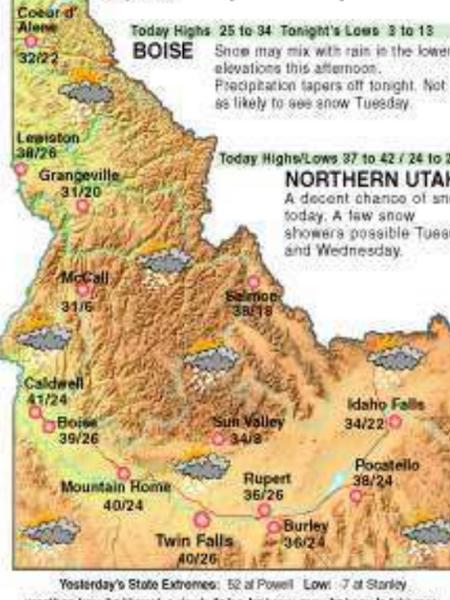 Coeur d'
Alene
32/22
Today Highs 25 to 34 Tonight's Lows 3 to 13
BOISE
Snow may mix with rain in the lower
elevations this afternoon.
Precipitation tapers off tonight. Not
as likely to see snow Tuesday.
Lewiston
38/26
Grangeville
31/20
Today Highs/Lows 37 to 42 / 24 to 2
NORTHERN UTAH
A decent chance of sn
today. A few snow
showers possible Tues
and Wednesday.
McCall
31/6
Salmon
38/18
Caldwell
41/24
Boise
39/26
Sun Valley
34/8
Idaho Falls
34/22
Mountain Home
40/24
Rupert
36/26
Pocatello
38/24
Twin Falls
40/26
Burley
36/24
Yesterday's State Extremes: 52 at Powell Low: -7 at Stanley